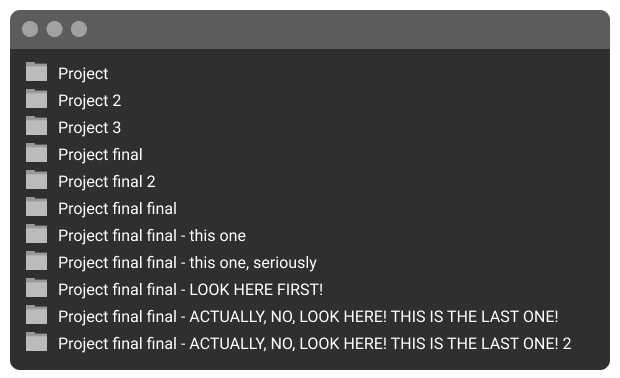 Project
Project 2
Project 3
Project final
Project final 2
Project final final
Project final final - this one
Project final final - this one, seriously
Project final final - LOOK HERE FIRST!
Project final final - ACTUALLY, NO, LOOK HERE! THIS IS THE LAST ONE!
Project final final - ACTUALLY, NO, LOOK HERE! THIS IS THE LAST ONE! 2